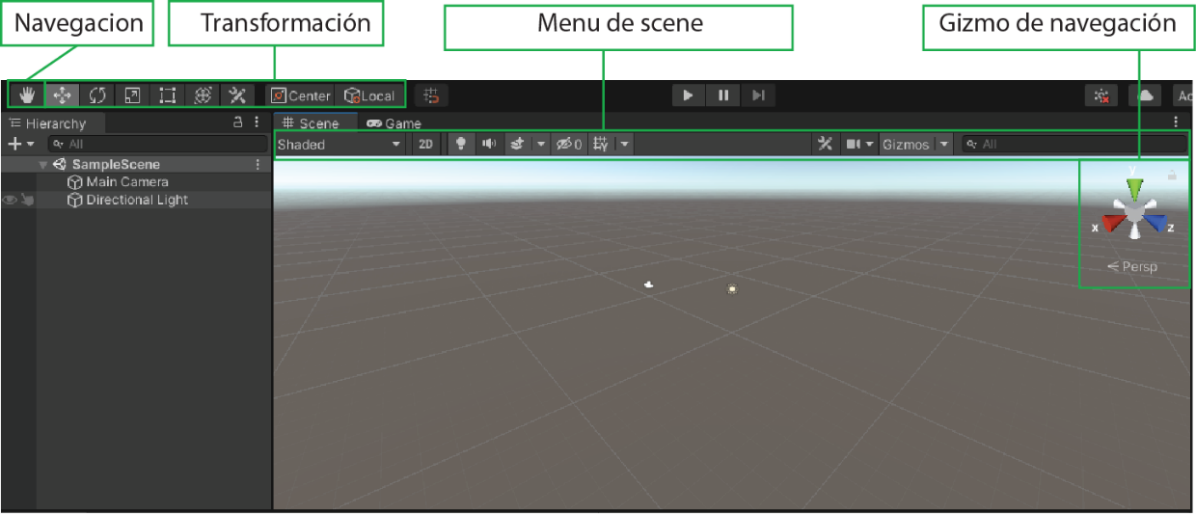 Navegacion
Transformación
Menu de scene
Gizmo de navegación
Center
Local
Ac
Hierarchy
Scene
Game
All
Shaded
2D
0
Gizmos
All
SampleScene
Main Camera
Directional Light
y
x
z
Persp